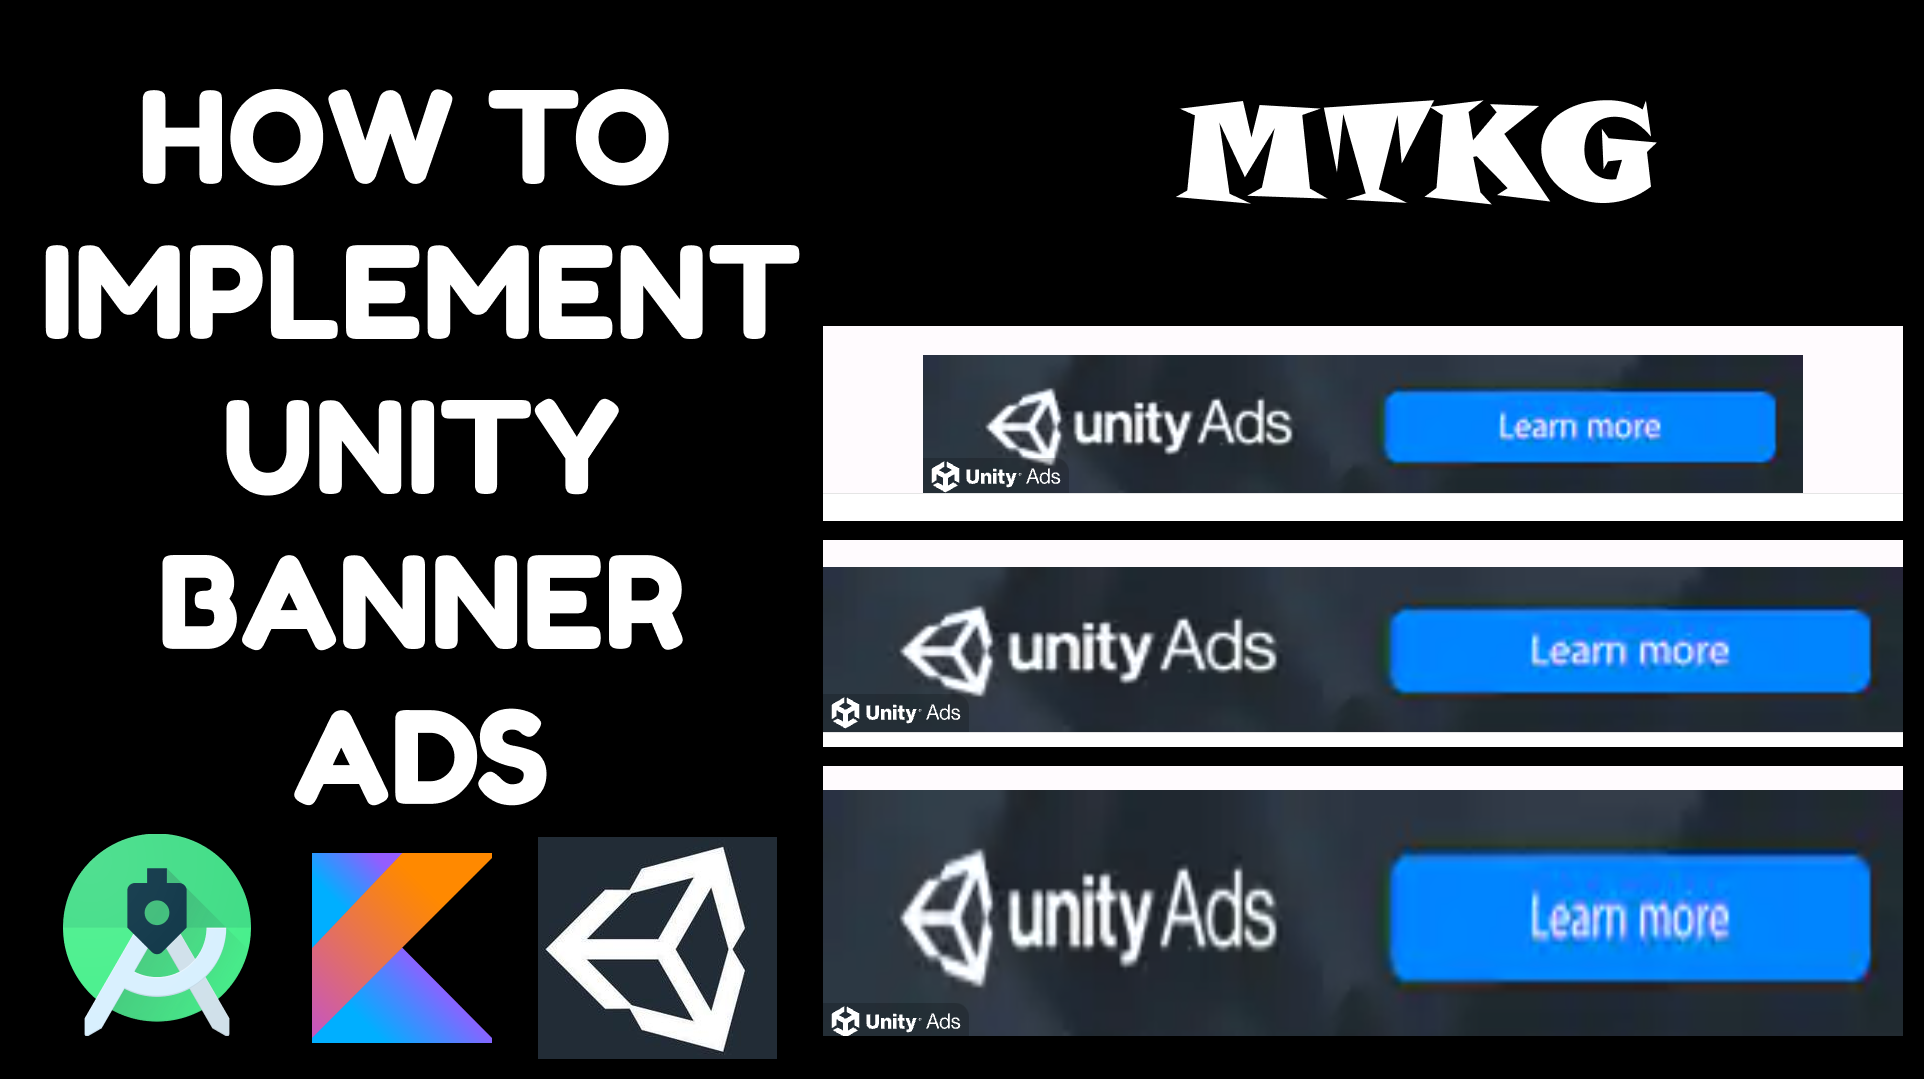 HOW TO
IMPLEMENT
UNITY
BANNER
ADS
MTKG
unity Ads
Learn more
Unity Ads
unity Ads
Learn more
Unity Ads
unity Ads
Learn more
Unity Ads